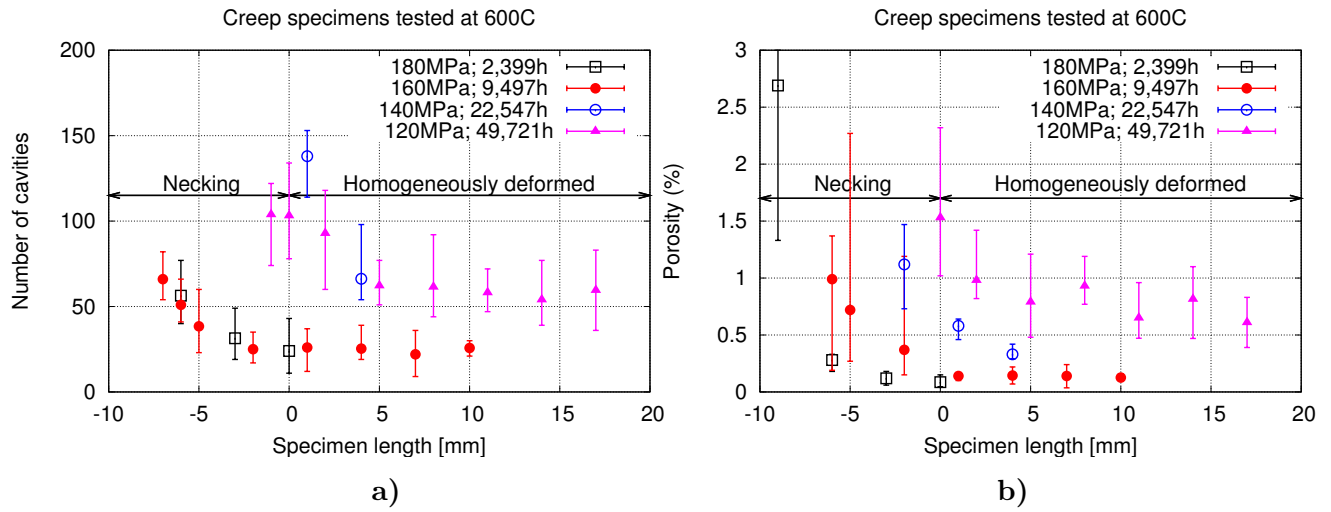 Creep specimens tested at 600C
200
150
100
50
0
-10
-5
0
5
10
15
20
Number of cavities
Specimen length [mm]
180MPa; 2,399h
160MPa; 9,497h
140MPa; 22,547h
120MPa; 49,721h
Necking
Homogeneously deformed
a)
Creep specimens tested at 600C
3
2.5
2
1.5
1
0.5
0
-10
-5
0
5
10
15
20
Porosity (%)
Specimen length [mm]
180MPa; 2,399h
160MPa; 9,497h
140MPa; 22,547h
120MPa; 49,721h
Necking
Homogeneously deformed
b)